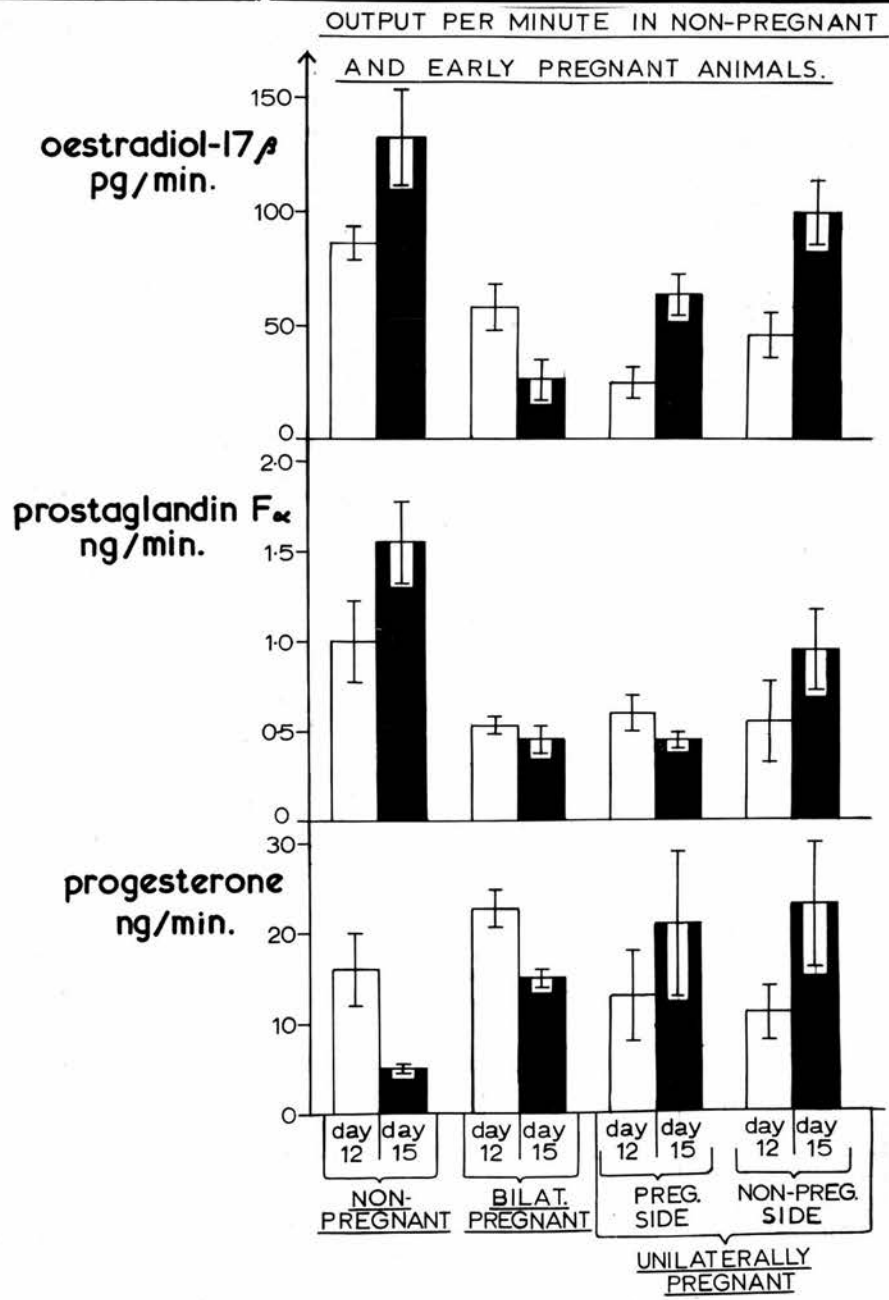 OUTPUT PER MINUTE IN NON-PREGNANT
AND EARLY PREGNANT ANIMALS.
oestradiol-17β
pg/min.
150
100
50
0
prostaglandin Fα
ng/min.
2·0
1·5
1·0
0·5
0
progesterone
ng/min.
30
20
10
0
day day day day day day day day
12 15 12 15 12 15 12 15
NON- BILAT. PREG. NON-PREG.
PREGNANT PREGNANT SIDE SIDE
UNILATERALLY
PREGNANT